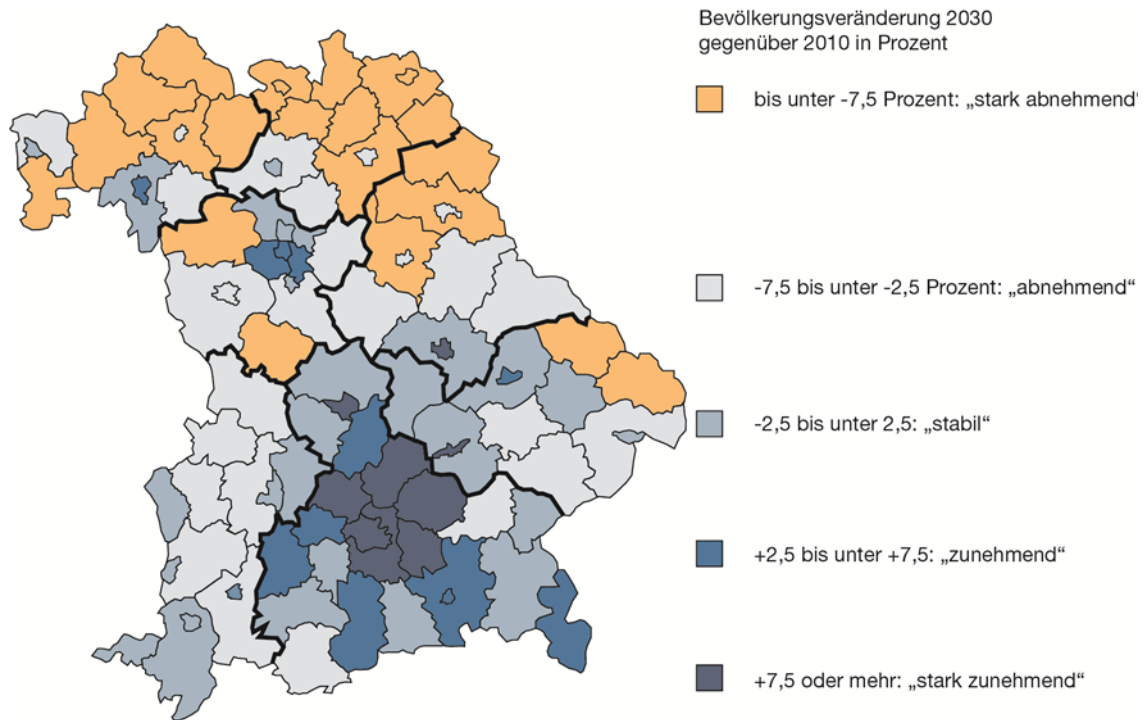 Bevölkerungsveränderung 2030
gegenüber 2010 in Prozent
bis unter -7,5 Prozent: „stark abnehmend“
-7,5 bis unter -2,5 Prozent: „abnehmend“
-2,5 bis unter 2,5: „stabil“
+2,5 bis unter +7,5: „zunehmend“
+7,5 oder mehr: „stark zunehmend“